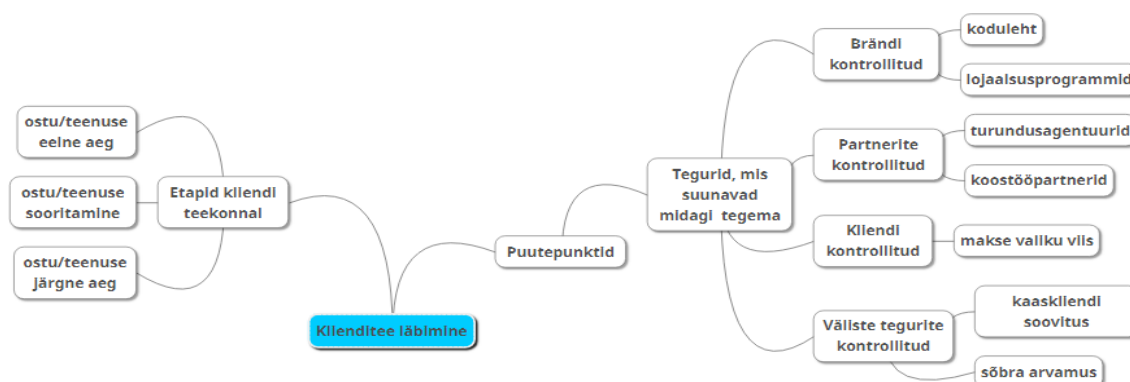 ostu/teenuse
eelne aeg
ostu/teenuse
sooritamine
ostu/teenuse
järgne aeg
Etapid kliendi
teekonnal
Klienditee läbimine
Puutepunktid
Tegurid, mis
suunavad
midagi tegema
Brändi
kontrollitud
koduleht
lojaalsusprogrammid
Partnerite
kontrollitud
turundusagentuurid
koostööpartnerid
Kliendi
kontrollitud
makse valiku viis
Väliste tegurite
kontrollitud
kaaskliendi
soovitus
sõbra arvamus